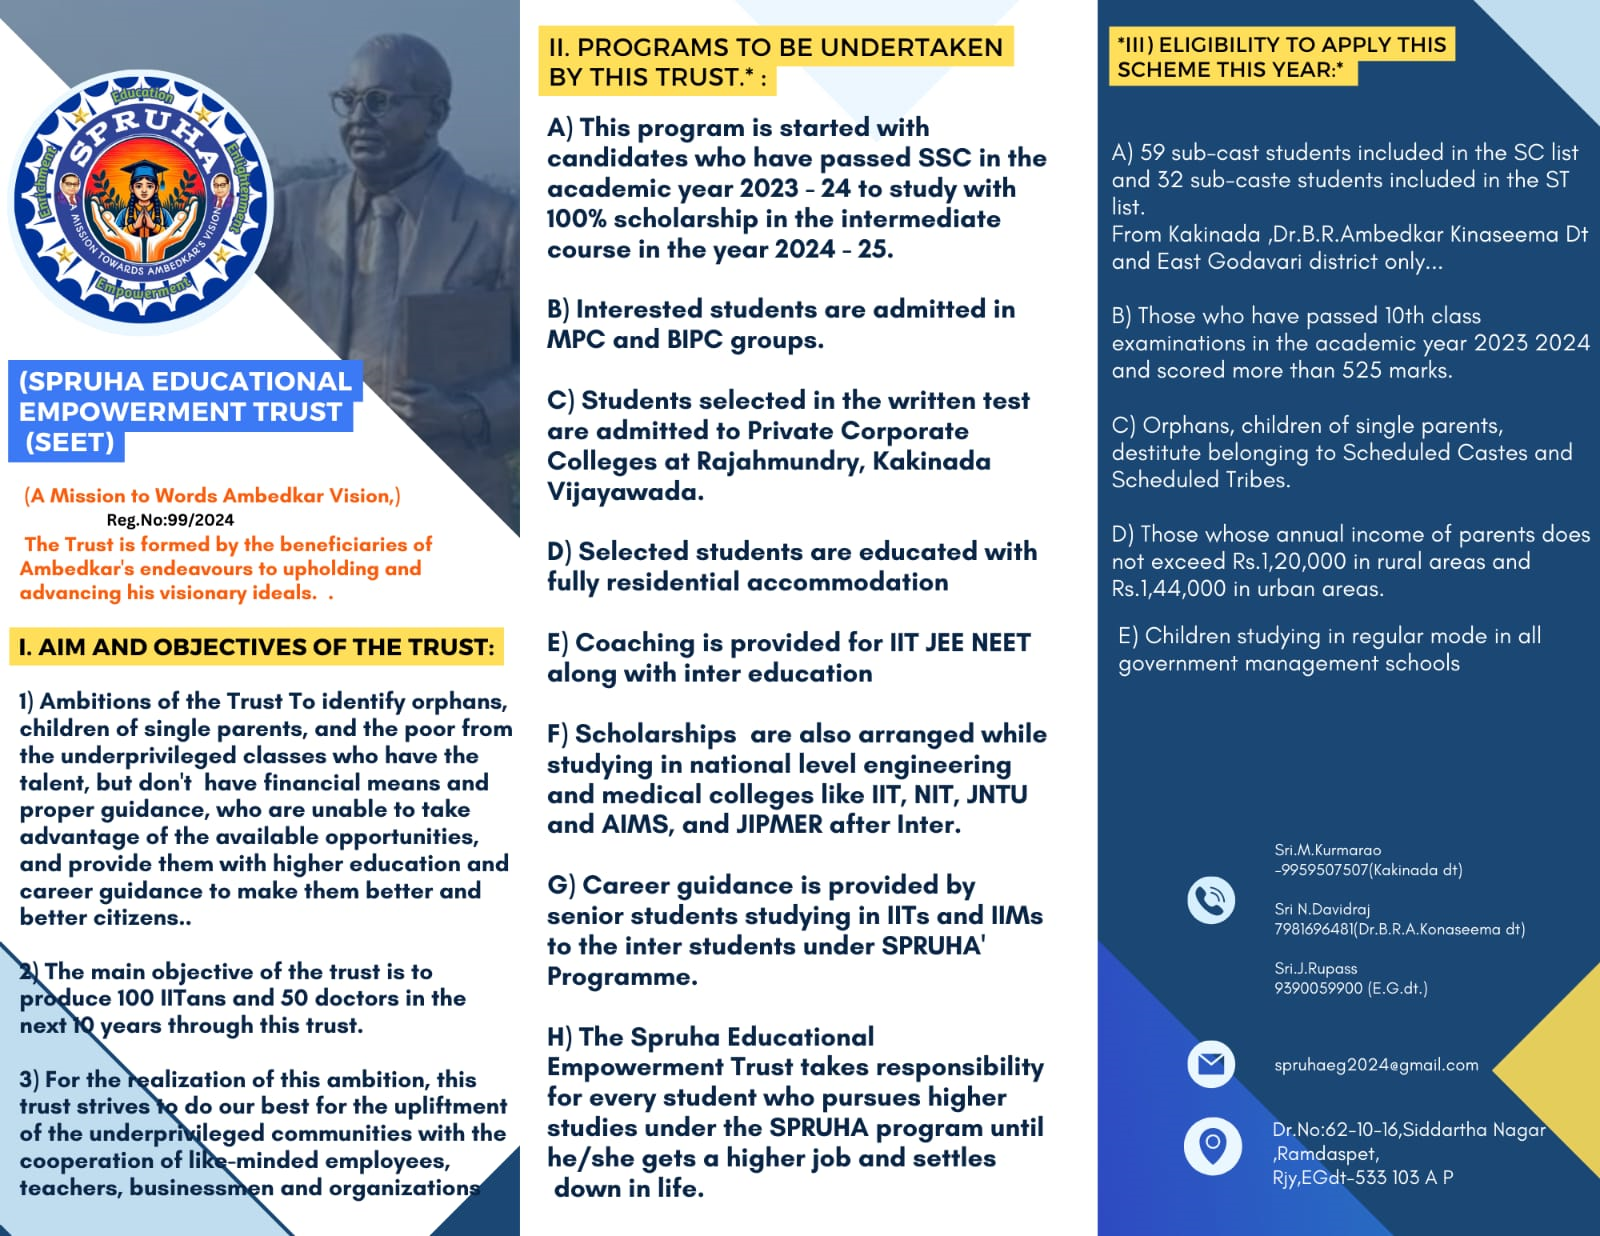 Education
SPRUHA
Enrichment
Enlightenment
A MISSION TOWARDS AMBEDKAR'S VISION
Empowerment
(SPRUHA EDUCATIONAL
EMPOWERMENT TRUST
(SEET)
(A Mission to Words Ambedkar Vision,)
Reg.No:99/2024
The Trust is formed by the beneficiaries of
Ambedkar's endeavours to upholding and
advancing his visionary ideals. .
I. AIM AND OBJECTIVES OF THE TRUST:
1) Ambitions of the Trust To identify orphans,
children of single parents, and the poor from
the underprivileged classes who have the
talent, but don't have financial means and
proper guidance, who are unable to take
advantage of the available opportunities,
and provide them with higher education and
career guidance to make them better and
better citizens..
2) The main objective of the trust is to
produce 100 IITans and 50 doctors in the
next 10 years through this trust.
3) For the realization of this ambition, this
trust strives to do our best for the upliftment
of the underprivileged communities with the
cooperation of like-minded employees,
teachers, businessmen and organizations
II. PROGRAMS TO BE UNDERTAKEN
BY THIS TRUST.* :
A) This program is started with
candidates who have passed SSC in the
academic year 2023 - 24 to study with
100% scholarship in the intermediate
course in the year 2024 - 25.
B) Interested students are admitted in
MPC and BIPC groups.
C) Students selected in the written test
are admitted to Private Corporate
Colleges at Rajahmundry, Kakinada
Vijayawada.
D) Selected students are educated with
fully residential accommodation
E) Coaching is provided for IIT JEE NEET
along with inter education
F) Scholarships are also arranged while
studying in national level engineering
and medical colleges like IIT, NIT, JNTU
and AIMS, and JIPMER after Inter.
G) Career guidance is provided by
senior students studying in IITs and IIMs
to the inter students under SPRUHA'
Programme.
H) The Spruha Educational
Empowerment Trust takes responsibility
for every student who pursues higher
studies under the SPRUHA program until
he/she gets a higher job and settles
down in life.
*III) ELIGIBILITY TO APPLY THIS
SCHEME THIS YEAR:*
A) 59 sub-cast students included in the SC list
and 32 sub-caste students included in the ST
list.
From Kakinada ,Dr.B.R.Ambedkar Kinaseema Dt
and East Godavari district only...
B) Those who have passed 10th class
examinations in the academic year 2023 2024
and scored more than 525 marks.
C) Orphans, children of single parents,
destitute belonging to Scheduled Castes and
Scheduled Tribes.
D) Those whose annual income of parents does
not exceed Rs.1,20,000 in rural areas and
Rs.1,44,000 in urban areas.
E) Children studying in regular mode in all
government management schools
Sri.M.Kurmarao
-9959507507(Kakinada dt)
Sri N.Davidraj
7981696481(Dr.B.R.A.Konaseema dt)
Sri.J.Rupass
9390059900 (E.G.dt.)
spruhaeg2024@gmail.com
Dr.No:62-10-16,Siddartha Nagar
,Ramdaspet,
Rjy,EGdt-533 103 A P